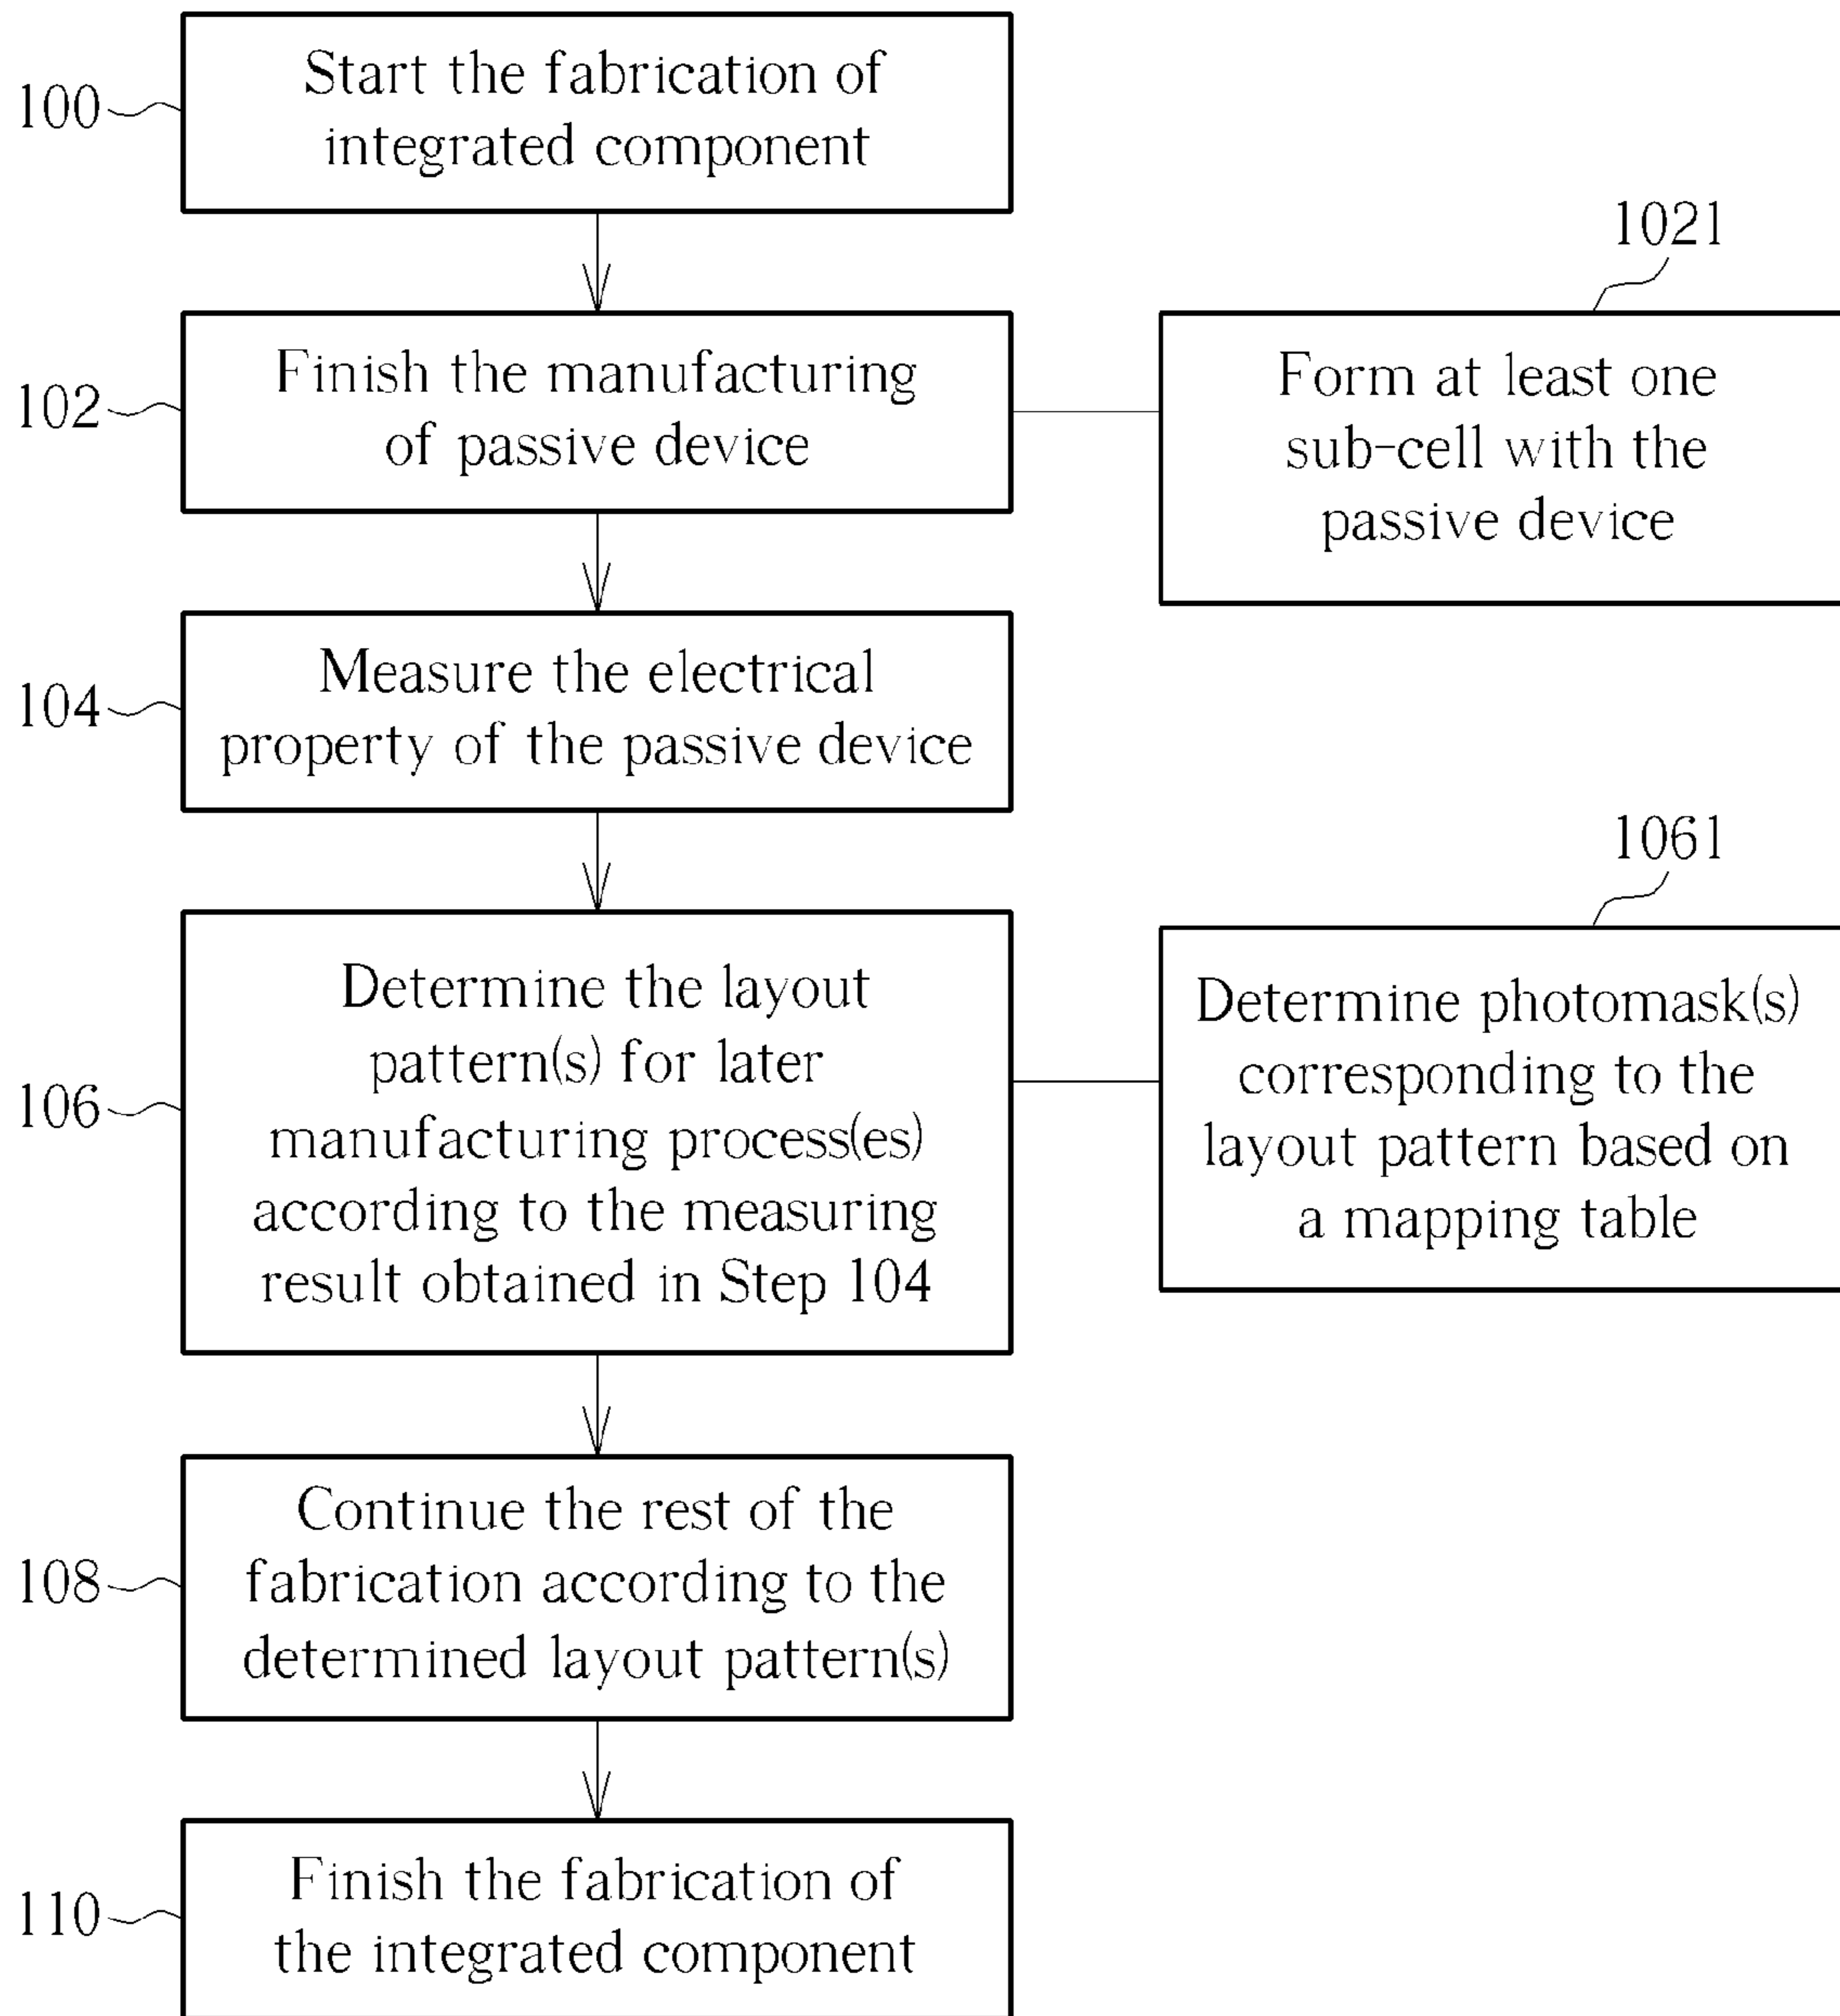 100
Start the fabrication of
integrated component
1021
102
Finish the manufacturing
of passive device
Form at least one
sub-cell with the
passive device
104
Measure the electrical
property of the passive device
1061
106
Determine the layout
pattern(s) for later
manufacturing process(es)
according to the measuring
result obtained in Step 104
Determine photomask(s)
corresponding to the
layout pattern based on
a mapping table
108
Continue the rest of the
fabrication according to the
determined layout pattern(s)
110
Finish the fabrication of
the integrated component